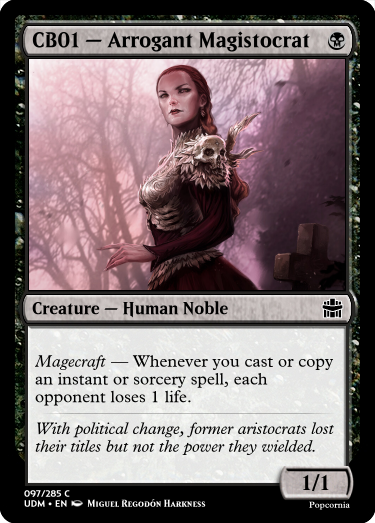 CB01 — Arrogant Magistocrat
Creature — Human Noble
Magecraft — Whenever you cast or copy
an instant or sorcery spell, each
opponent loses 1 life.
With political change, former aristocrats lost
their titles but not the power they wielded.
1/1
097/285 C
UDM • EN Miguel Regodón Harkness
Popcornia